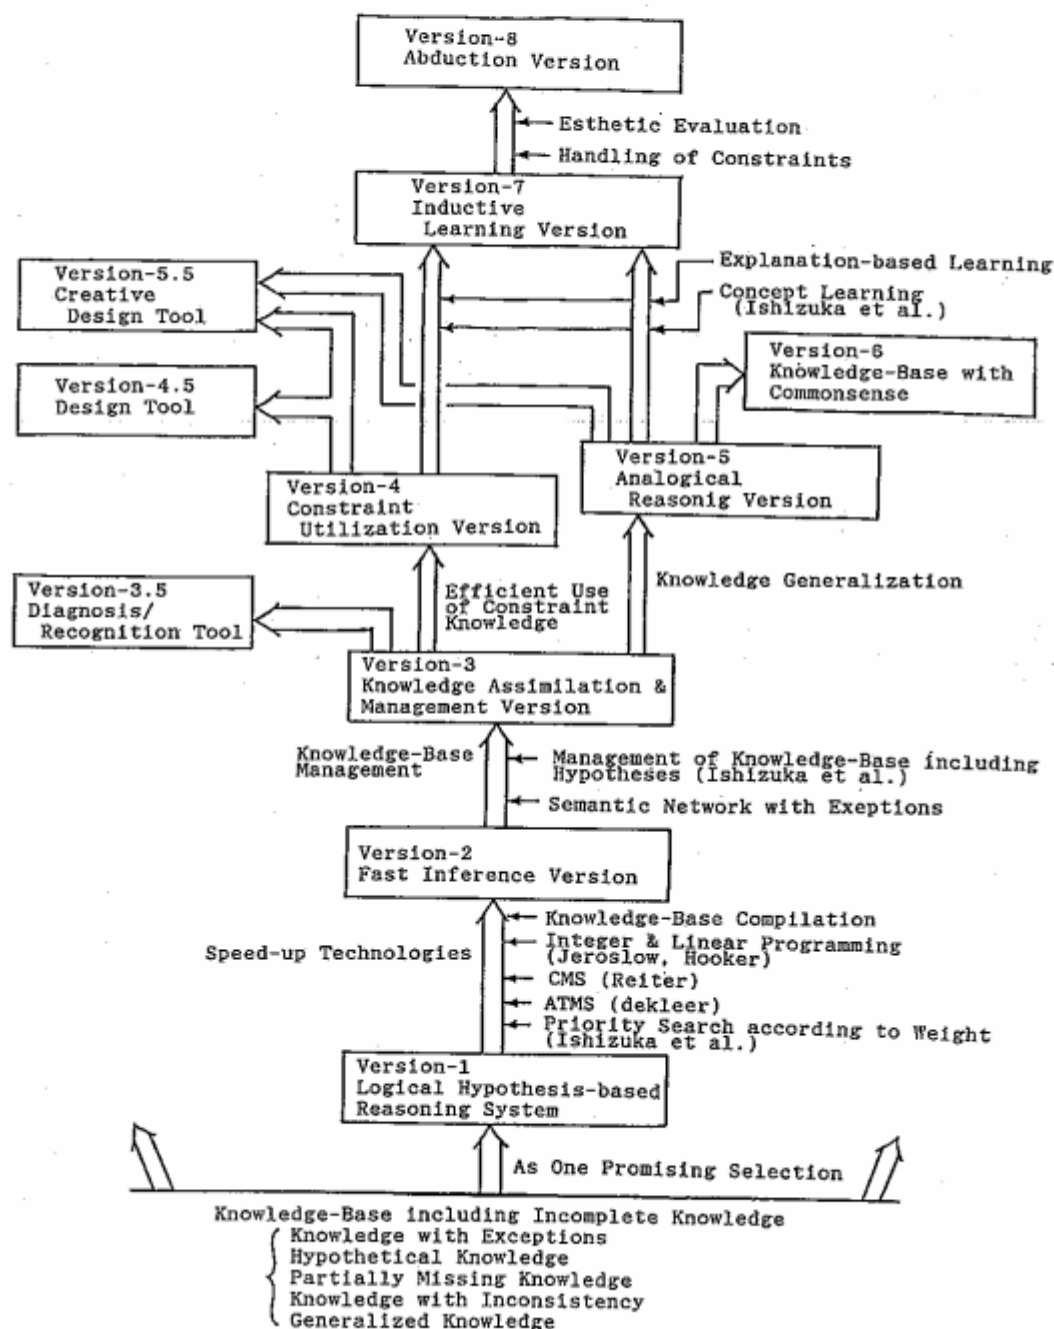 Version-8
Abduction Version
Esthetic Evaluation
Handling of Constraints
Version-7
Inductive
Learning Version
Version-5.5
Creative
Design Tool
Explanation-based Learning
Concept Learning
(Ishizuka et al.)
Version-6
Knowledge-Base with
Commonsense
Version-4.5
Design Tool
Version-5
Analogical
Reasonig Version
Version-4
Constraint
Utilization Version
Version-3.5
Diagnosis/
Recognition Tool
Efficient Use
of Constraint
Knowledge
Knowledge Generalization
Version-3
Knowledge Assimilation &
Management Version
Knowledge-Base
Management
Management of Knowledge-Base including
Hypotheses (Ishizuka et al.)
Semantic Network with Exeptions
Version-2
Fast Inference Version
Speed-up Technologies
Knowledge-Base Compilation
Integer & Linear Programming
(Jeroslow, Hooker)
CMS (Reiter)
ATMS (dekleer)
Priority Search according to Weight
(Ishizuka et al.)
Version-1
Logical Hypothesis-based
Reasoning System
As One Promising Selection
Knowledge-Base including Incomplete Knowledge
Knowledge with Exceptions
Hypothetical Knowledge
Partially Missing Knowledge
Knowledge with Inconsistency
Generalized Knowledge